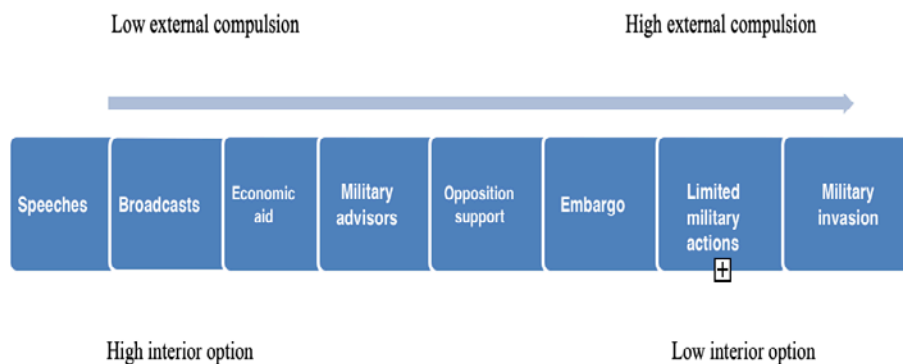 Low external compulsion
High external compulsion
Speeches
Broadcasts
Economic
aid
Military
advisors
Opposition
support
Embargo
Limited
military
actions
Military
invasion
High interior option
Low interior option